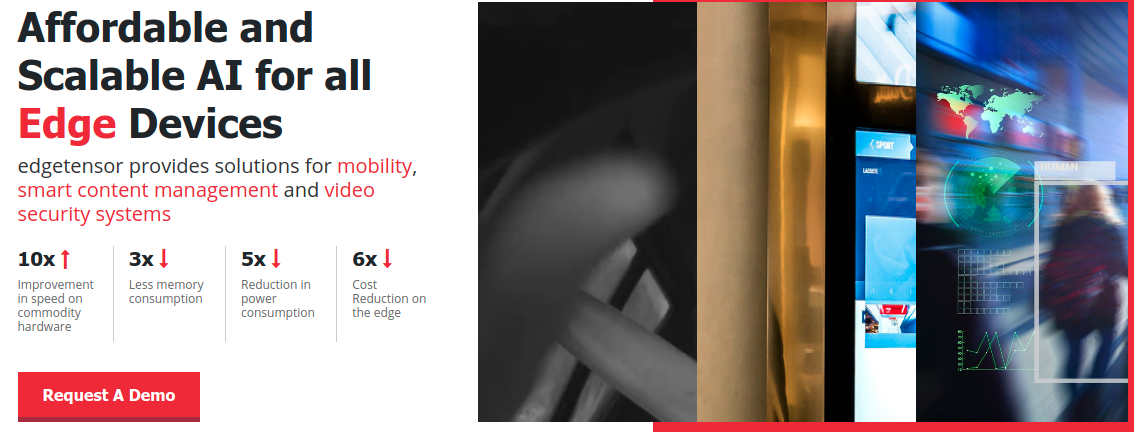 Affordable and
Scalable AI for all
Edge Devices
edgetensor provides solutions for mobility,
smart content management and video
security systems
10x
Improvement
in speed on
commodity
hardware
3x
Less memory
consumption
5x
Reduction in
power
consumption
6x
Cost
Reduction on
the edge
Request A Demo
SPORT
HUMAN